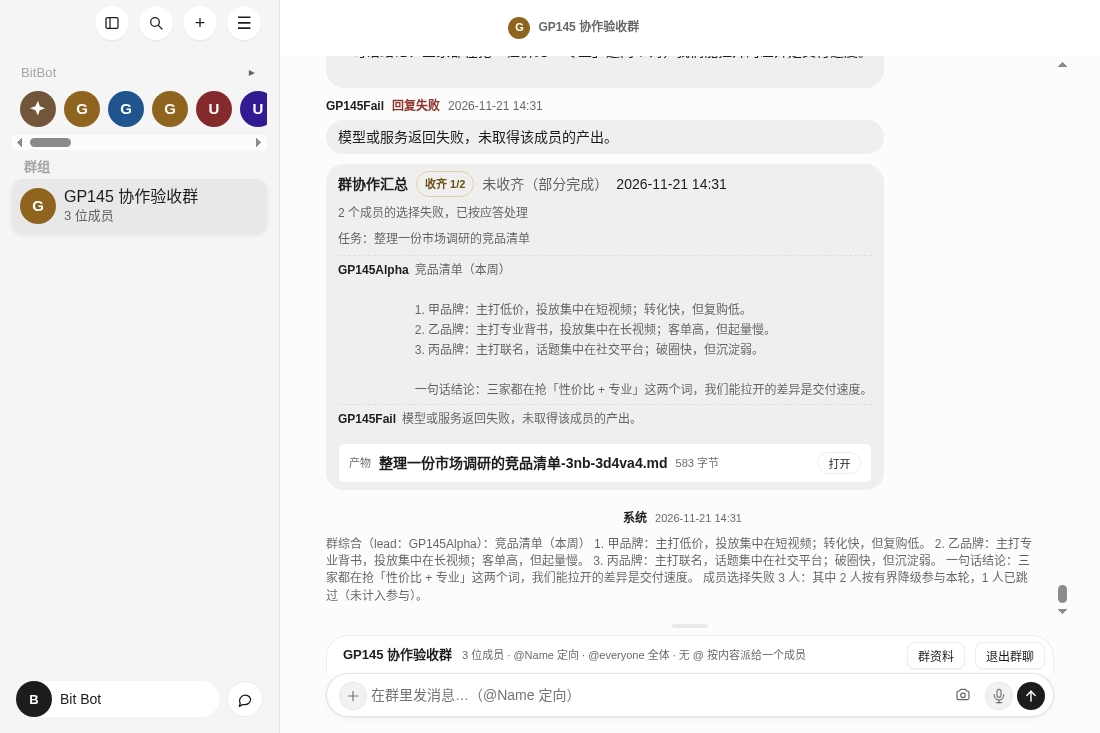 BitBot
G
G
G
U
U
群组
G
GP145 协作验收群
3 位成员
B
Bit Bot
G
GP145 协作验收群
GP145Fail 回复失败 2026-11-21 14:31
模型或服务返回失败，未取得该成员的产出。
群协作汇总 收齐 1/2 未收齐（部分完成） 2026-11-21 14:31
2 个成员的选择失败，已按应答处理
任务：整理一份市场调研的竞品清单
GP145Alpha 竞品清单（本周）
1. 甲品牌：主打低价，投放集中在短视频；转化快，但复购低。
2. 乙品牌：主打专业背书，投放集中在长视频；客单高，但起量慢。
3. 丙品牌：主打联名，话题集中在社交平台；破圈快，但沉淀弱。
一句话结论：三家都在抢「性价比 + 专业」这两个词，我们能拉开的差异是交付速度。
GP145Fail 模型或服务返回失败，未取得该成员的产出。
产物 整理一份市场调研的竞品清单-3nb-3d4va4.md 583 字节 打开
系统 2026-11-21 14:31
群综合（lead：GP145Alpha）：竞品清单（本周） 1. 甲品牌：主打低价，投放集中在短视频；转化快，但复购低。 2. 乙品牌：主打专
业背书，投放集中在长视频；客单高，但起量慢。 3. 丙品牌：主打联名，话题集中在社交平台；破圈快，但沉淀弱。 一句话结论：三
家都在抢「性价比 + 专业」这两个词，我们能拉开的差异是交付速度。 成员选择失败 3 人：其中 2 人按有界降级参与本轮，1 人已跳
过（未计入参与）。
GP145 协作验收群 3 位成员 · @Name 定向 · @everyone 全体 · 无 @ 按内容派给一个成员 群资料 退出群聊
在群里发消息…（@Name 定向）